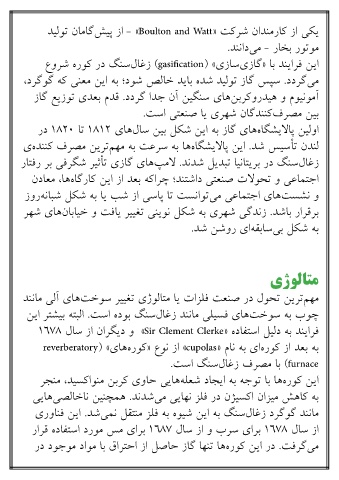 یکی از کارمندان شرکت «Boulton and Watt» - از پیش‌گامان تولید
موتور بخار - می‌دانند.
این فرایند با «گازی‌سازی» (gasification) زغال‌سنگ در کوره شروع
می‌گردد. سپس گاز تولید شده باید خالص شود؛ به این معنی که گوگرد،
آمونیوم و هیدروکربن‌های سنگین آن جدا گردد. قدم بعدی توزیع گاز
بین مصرف‌کنندگان شهری یا صنعتی است.
اولین پالایشگاه‌های گاز به این شکل بین سال‌های ۱۸۱۲ تا ۱۸۲۰ در
لندن تأسیس شد. این پالایشگاه‌ها به سرعت به مهم‌ترین مصرف کننده‌ی
زغال‌سنگ در بریتانیا تبدیل شدند. لامپ‌های گازی تأثیر شگرفی بر رفتار
اجتماعی و تحولات صنعتی داشتند؛ چراکه بعد از این کارگاه‌ها، معادن
و نشست‌های اجتماعی می‌توانست تا پاسی از شب یا به شکل شبانه‌روز
برقرار باشد. زندگی شهری به شکل نوینی تغییر یافت و خیابان‌های شهر
به شکل بی‌سابقه‌ای روشن شد.
متالوژی
مهم‌ترین تحول در صنعت فلزات یا متالوژی تغییر سوخت‌های آلی مانند
چوب به سوخت‌های فسیلی مانند زغال‌سنگ بوده است. البته بیشتر این
فرایند به دلیل استفاده «Sir Clement Clerke» و دیگران از سال ۱۶۷۸
به بعد از کوره‌ای به نام «cupolas» از نوع «کوره‌های» (reverberatory
furnace) با مصرف زغال‌سنگ است.
این کوره‌ها با توجه به ایجاد شعله‌هایی حاوی کربن منواکسید، منجر
به کاهش میزان اکسیژن در فلز نهایی می‌شدند. همچنین ناخالصی‌هایی
مانند گوگرد زغال‌سنگ به این شیوه به فلز منتقل نمی‌شد. این فناوری
از سال ۱۶۷۸ برای سرب و از سال ۱۶۸۷ برای مس مورد استفاده قرار
می‌گرفت. در این کوره‌ها تنها گاز حاصل از احتراق با مواد موجود در